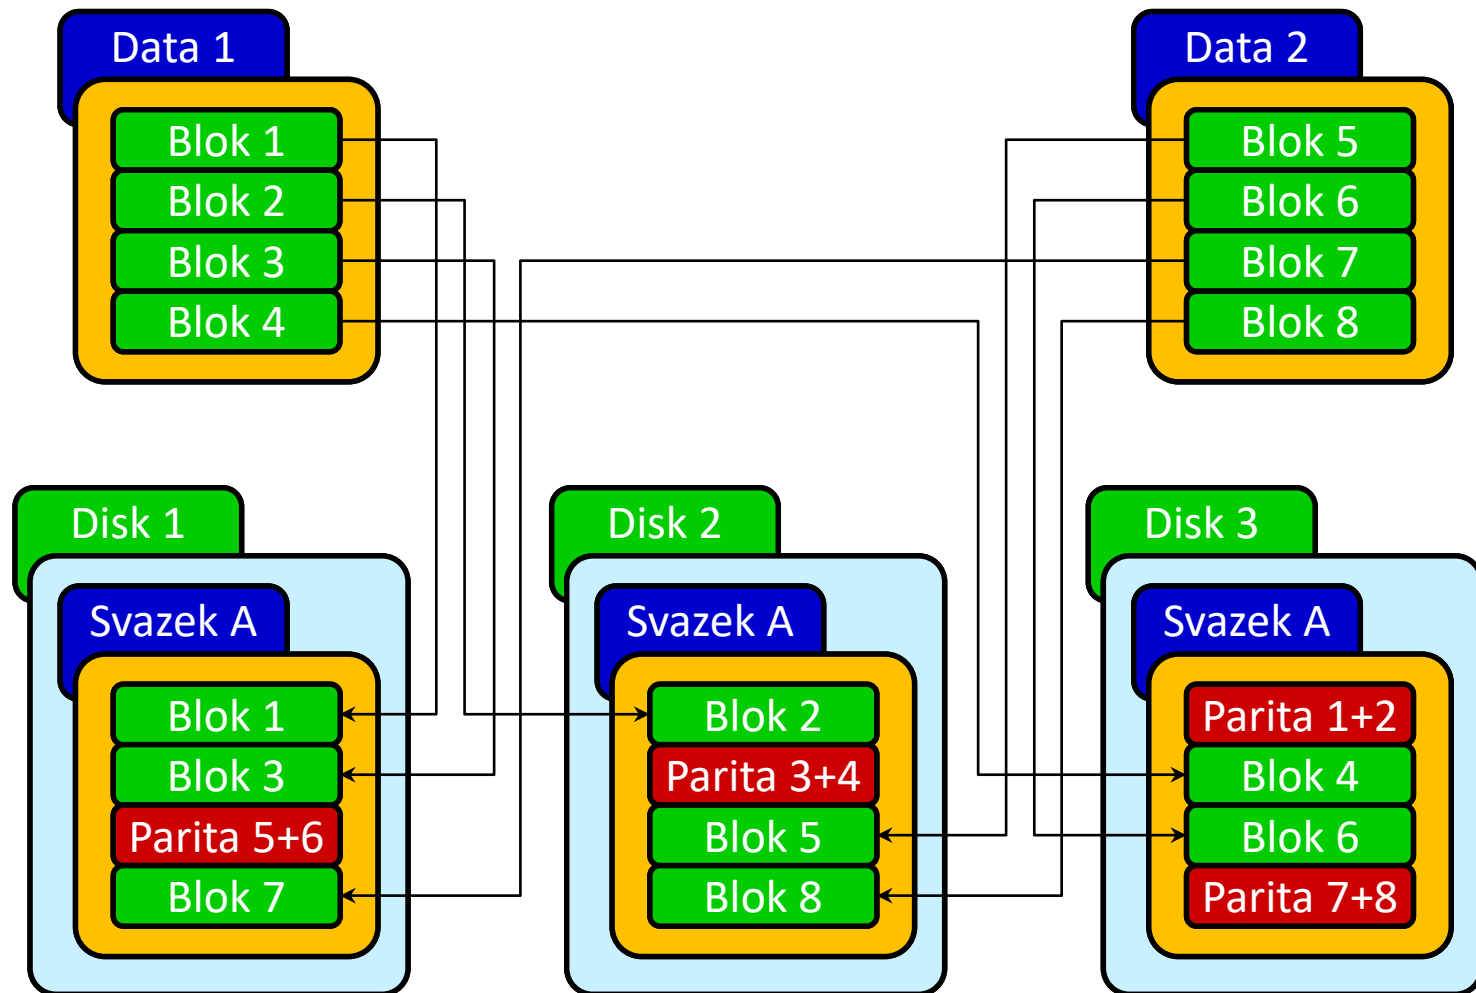 Data 1
Blok 1
Blok 2
Blok 3
Blok 4
Data 2
Blok 5
Blok 6
Blok 7
Blok 8
Disk 1
Svazek A
Blok 1
Blok 3
Parita 5+6
Blok 7
Disk 2
Svazek A
Blok 2
Parita 3+4
Blok 5
Blok 8
Disk 3
Svazek A
Parita 1+2
Blok 4
Blok 6
Parita 7+8